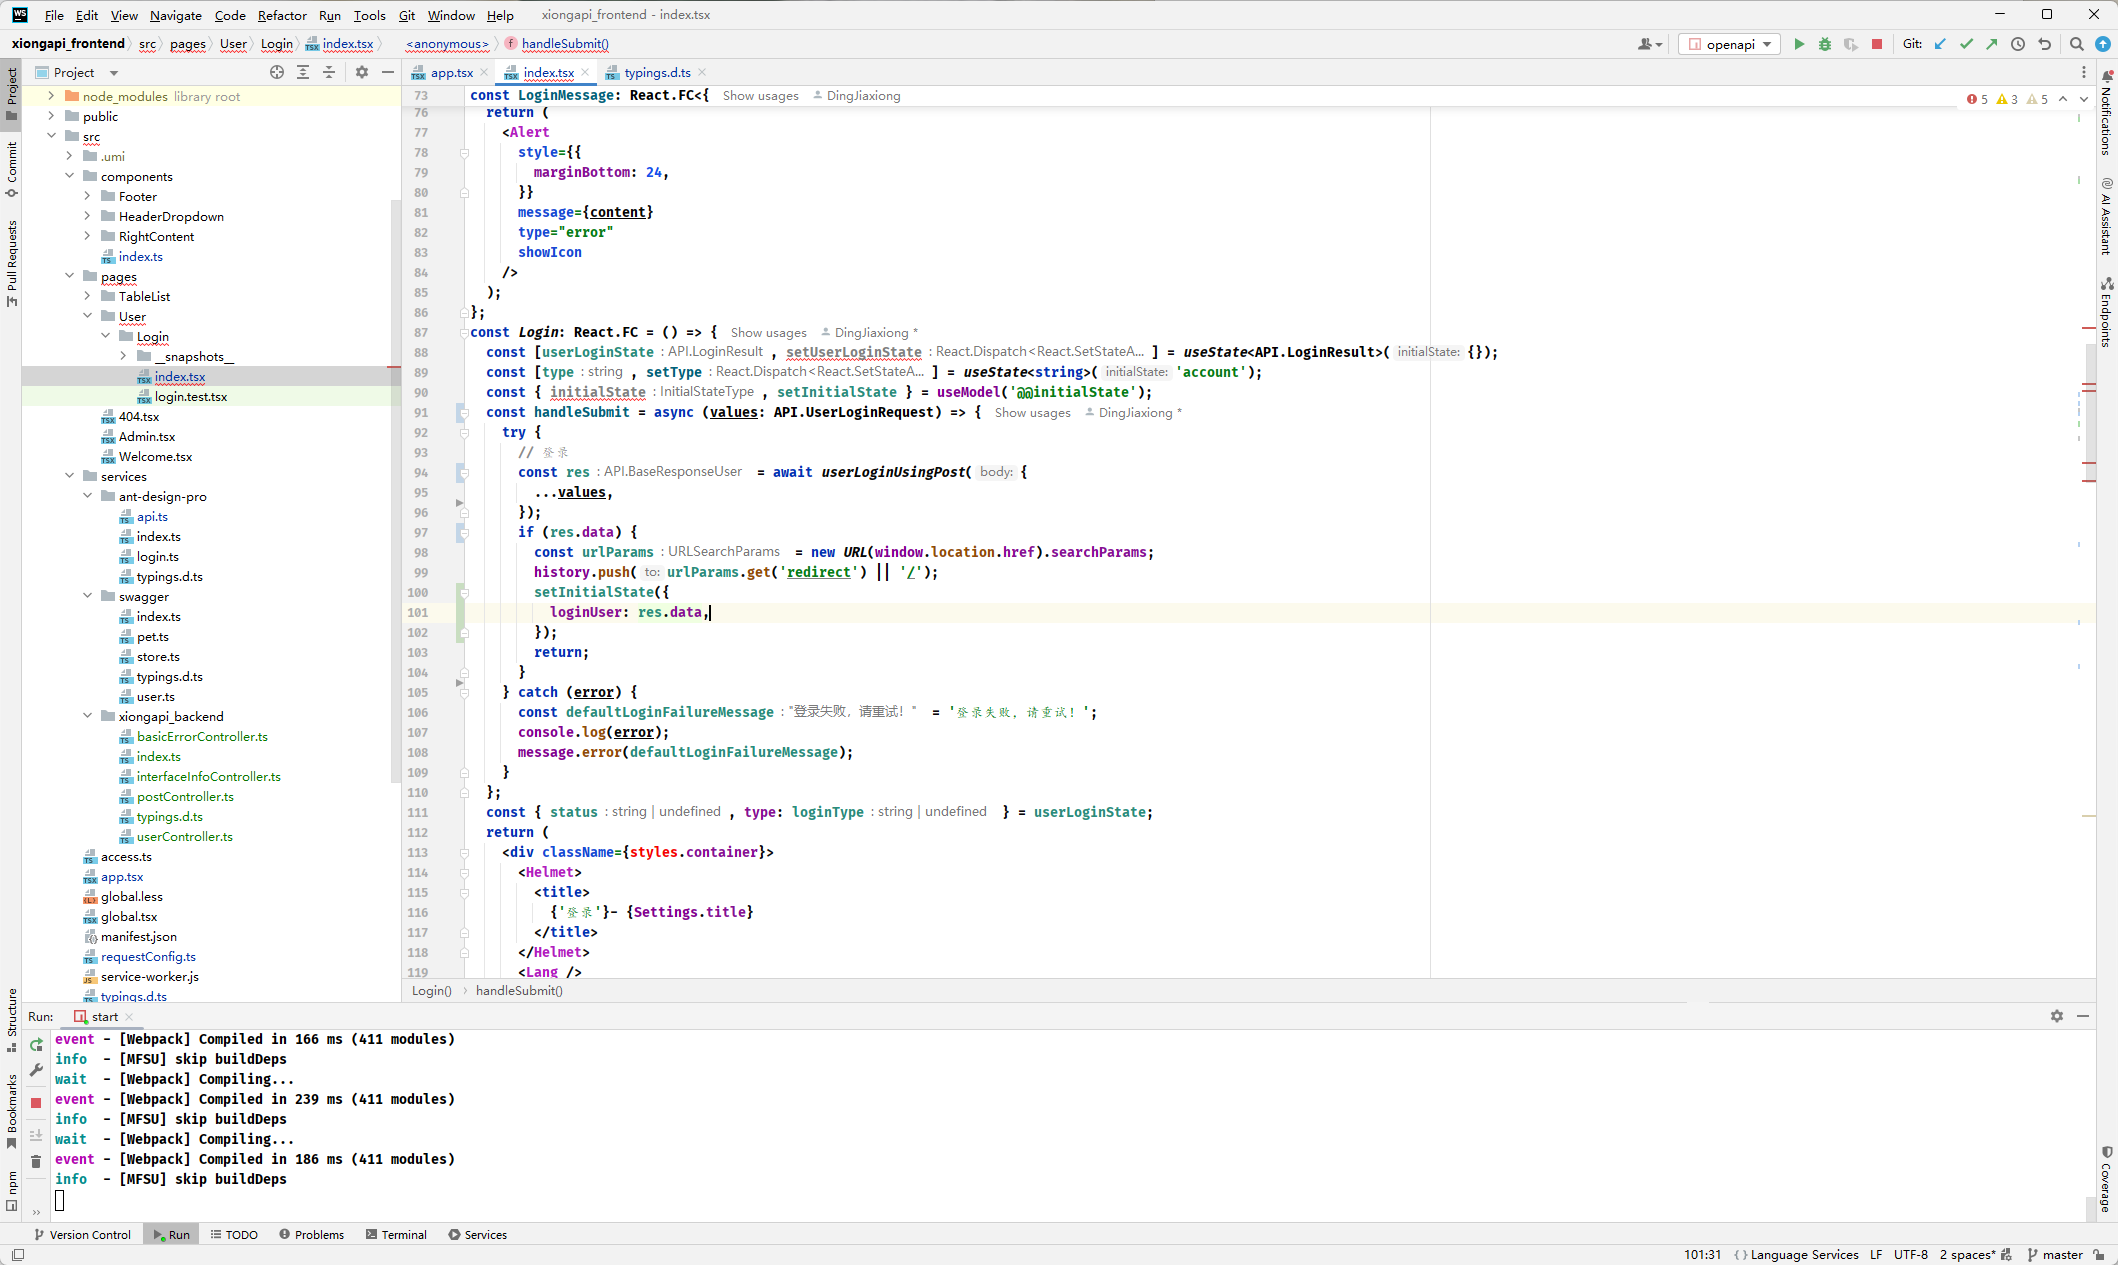 File Edit View Navigate Code Refactor Run Tools Git Window Help xiongapi_frontend - index.tsx
xiongapi_frontend src pages User Login index.tsx <anonymous> handleSubmit() openapi Git:
Project
app.tsx index.tsx typings.d.ts
node_modules library root
public
src
.umi
components
Footer
HeaderDropdown
RightContent
index.ts
pages
TableList
User
Login
__snapshots__
index.tsx
login.test.tsx
404.tsx
Admin.tsx
Welcome.tsx
services
ant-design-pro
api.ts
index.ts
login.ts
typings.d.ts
swagger
index.ts
pet.ts
store.ts
typings.d.ts
user.ts
xiongapi_backend
basicErrorController.ts
index.ts
interfaceInfoController.ts
postController.ts
typings.d.ts
userController.ts
access.ts
app.tsx
global.less
global.tsx
manifest.json
requestConfig.ts
service-worker.js
typings.d.ts
5 3 5
73 const LoginMessage: React.FC<{ Show usages DingJiaxiong
76 return (
77 <Alert
78 style={{
79 marginBottom: 24,
80 }}
81 message={content}
82 type="error"
83 showIcon
84 />
85 );
86 };
87 const Login: React.FC = () => { Show usages DingJiaxiong *
88 const [userLoginState : API.LoginResult , setUserLoginState : React.Dispatch<React.SetStateA... ] = useState<API.LoginResult>( initialState: {});
89 const [type : string , setType : React.Dispatch<React.SetStateA... ] = useState<string>( initialState: 'account');
90 const { initialState : InitialStateType , setInitialState } = useModel('@@initialState');
91 const handleSubmit = async (values: API.UserLoginRequest) => { Show usages DingJiaxiong *
92 try {
93 // 登录
94 const res : API.BaseResponseUser = await userLoginUsingPost( body: {
95 ...values,
96 });
97 if (res.data) {
98 const urlParams : URLSearchParams = new URL(window.location.href).searchParams;
99 history.push( to: urlParams.get('redirect') || '/');
100 setInitialState({
101 loginUser: res.data,
102 });
103 return;
104 }
105 } catch (error) {
106 const defaultLoginFailureMessage : "登录失败，请重试！" = '登录失败，请重试！';
107 console.log(error);
108 message.error(defaultLoginFailureMessage);
109 }
110 };
111 const { status : string | undefined , type: loginType : string | undefined } = userLoginState;
112 return (
113 <div className={styles.container}>
114 <Helmet>
115 <title>
116 {'登录'}- {Settings.title}
117 </title>
118 </Helmet>
119 <Lang />
Login() handleSubmit()
Run: start
event - [Webpack] Compiled in 166 ms (411 modules)
info - [MFSU] skip buildDeps
wait - [Webpack] Compiling...
event - [Webpack] Compiled in 239 ms (411 modules)
info - [MFSU] skip buildDeps
wait - [Webpack] Compiling...
event - [Webpack] Compiled in 186 ms (411 modules)
info - [MFSU] skip buildDeps
Version Control Run TODO Problems Terminal Services
101:31 Language Services LF UTF-8 2 spaces* master
Project
Commit
Pull Requests
Structure
Bookmarks
npm
Notifications
AI Assistant
Endpoints
Coverage